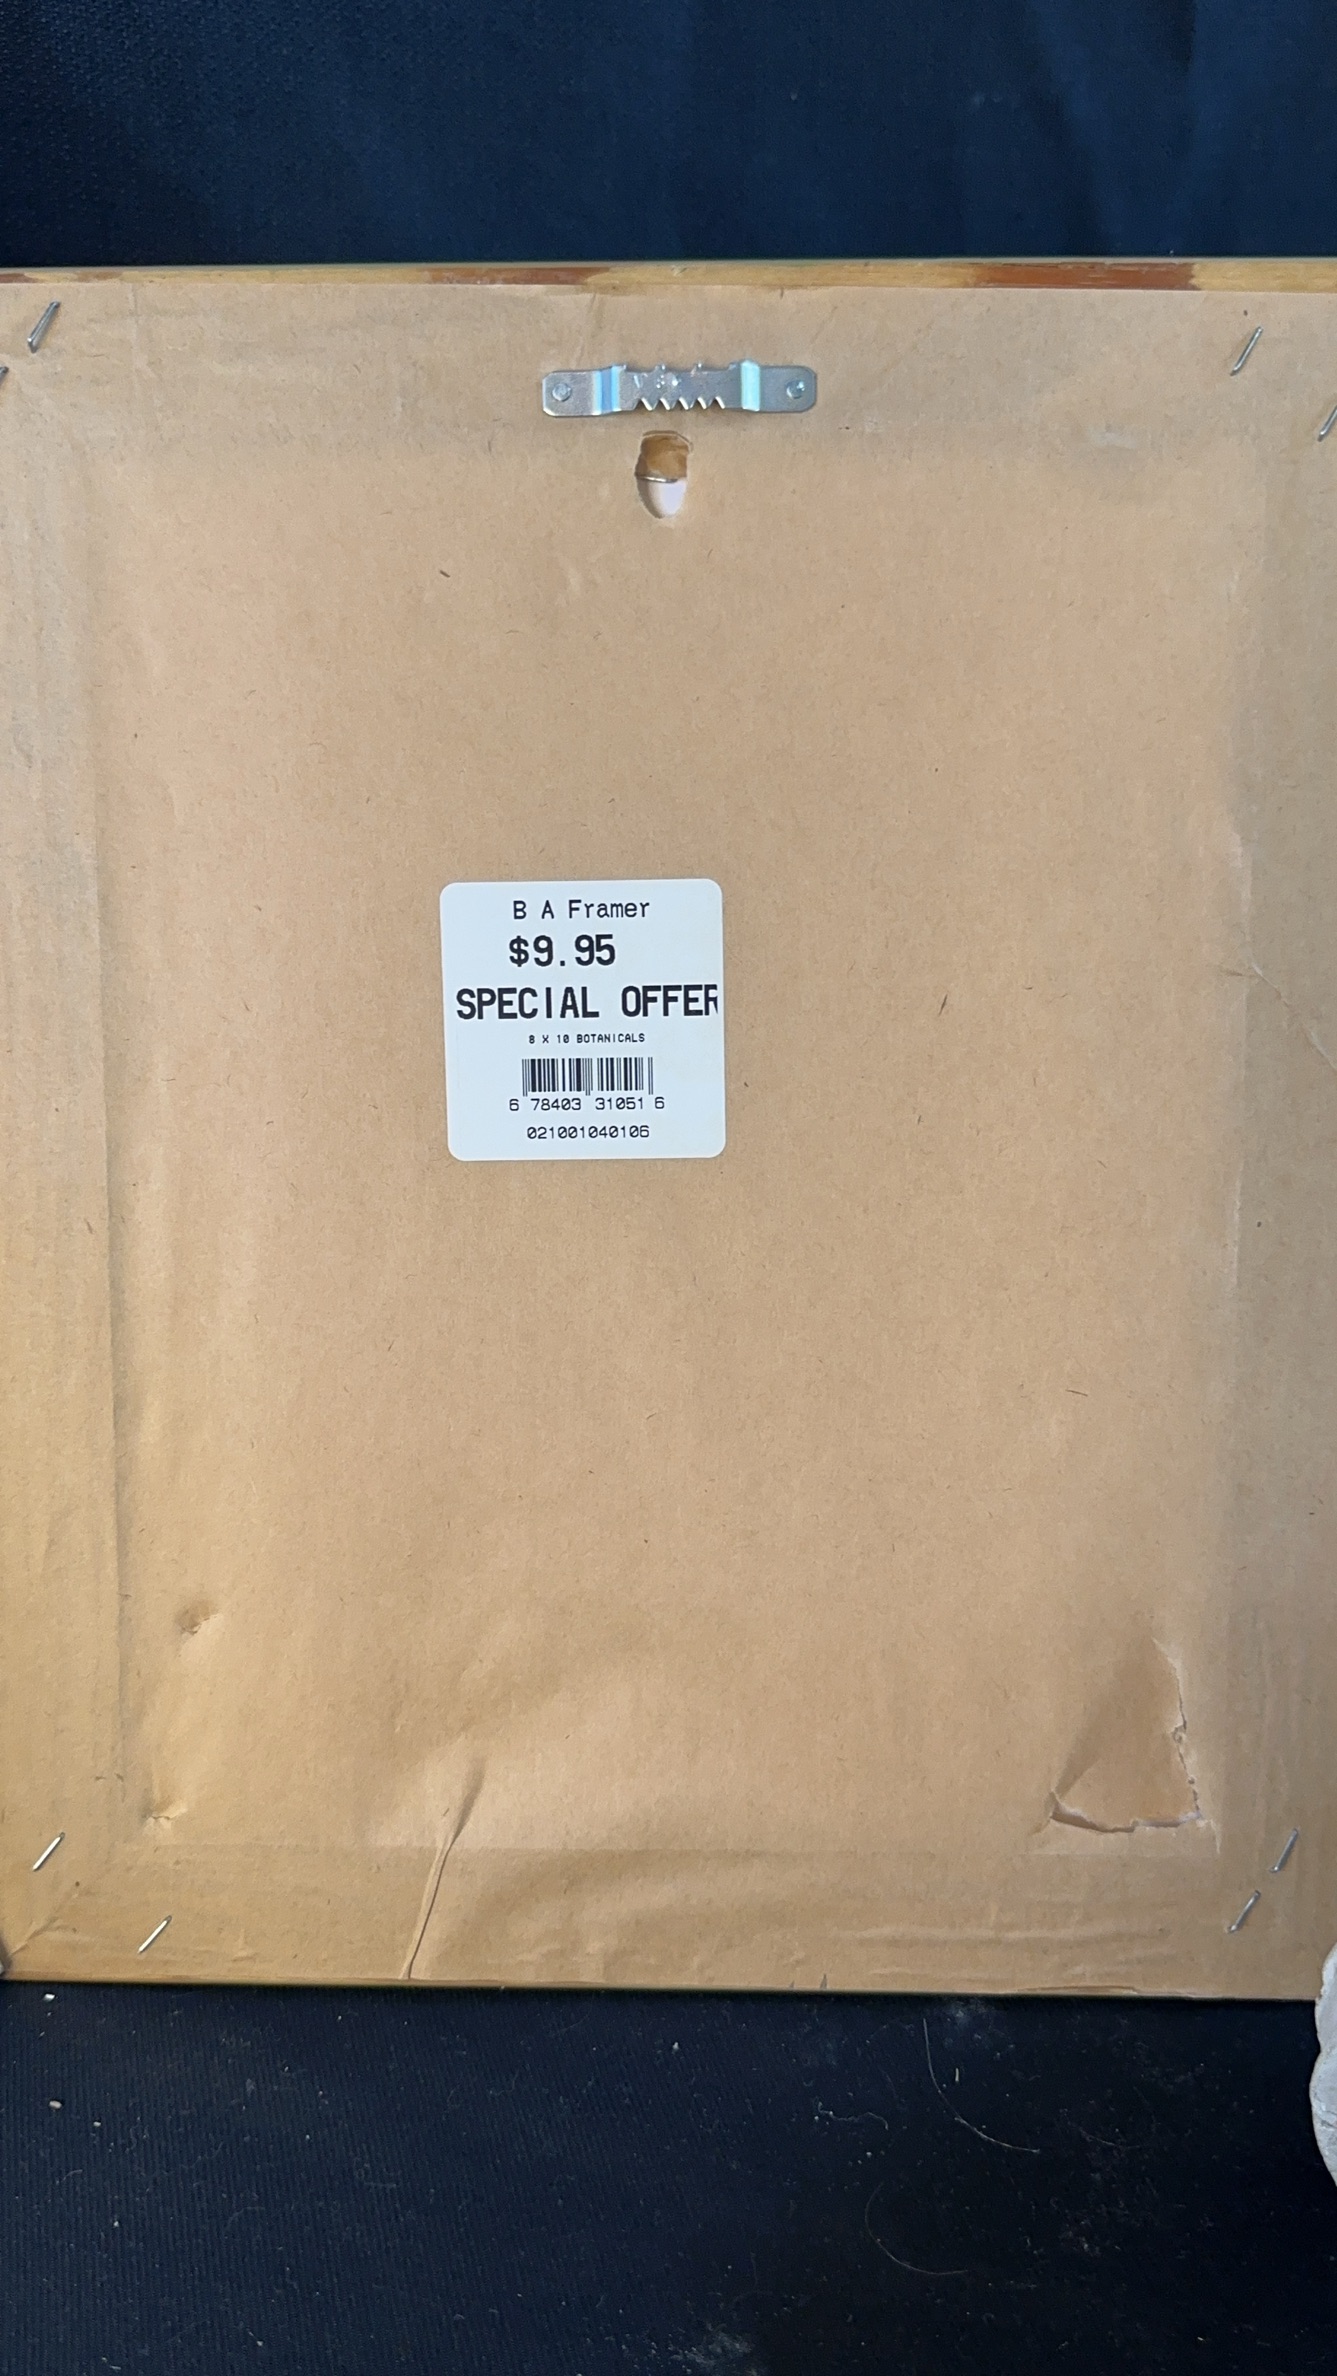 B A Framer
$9.95
SPECIAL OFFER
8 X 10 BOTANICALS
6 78403 31051 6
021001040106